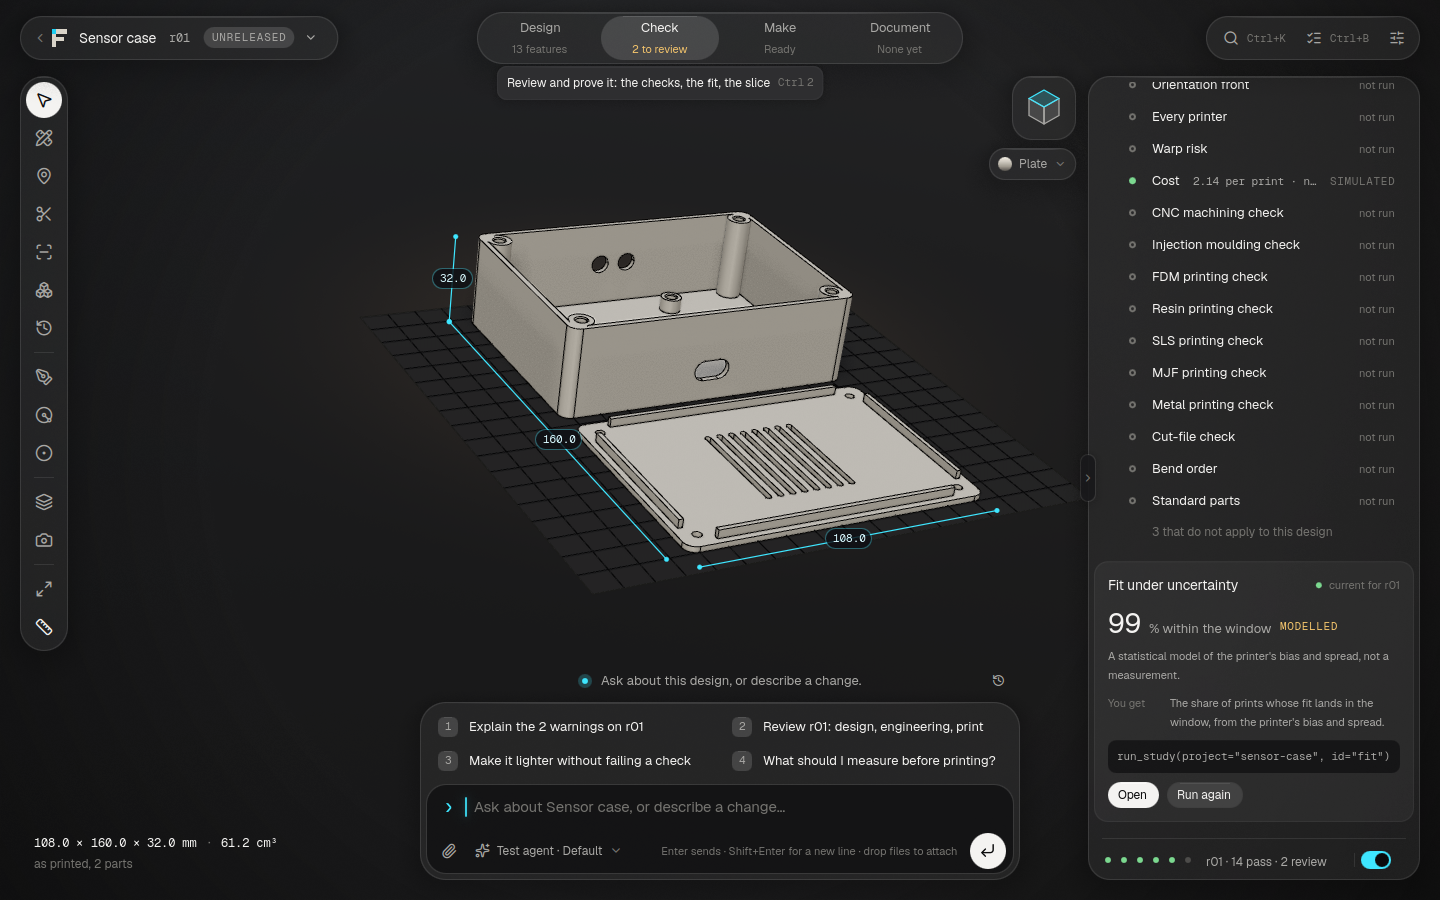 Sensor case r01 UNRELEASED
Design
13 features
Check
2 to review
Make
Ready
Document
None yet
Ctrl+K Ctrl+B
Review and prove it: the checks, the fit, the slice Ctrl 2
Plate
32.0
160.0
108.0
Orientation front not run
Every printer not run
Warp risk not run
Cost 2.14 per print · n… SIMULATED
CNC machining check not run
Injection moulding check not run
FDM printing check not run
Resin printing check not run
SLS printing check not run
MJF printing check not run
Metal printing check not run
Cut-file check not run
Bend order not run
Standard parts not run
3 that do not apply to this design
Fit under uncertainty current for r01
99 % within the window MODELLED
A statistical model of the printer's bias and spread, not a
measurement.
You get The share of prints whose fit lands in the
window, from the printer's bias and spread.
run_study(project="sensor-case", id="fit")
Open Run again
r01 · 14 pass · 2 review
Ask about this design, or describe a change.
1 Explain the 2 warnings on r01
2 Review r01: design, engineering, print
3 Make it lighter without failing a check
4 What should I measure before printing?
Ask about Sensor case, or describe a change…
Test agent · Default
Enter sends · Shift+Enter for a new line · drop files to attach
108.0 × 160.0 × 32.0 mm · 61.2 cm³
as printed, 2 parts